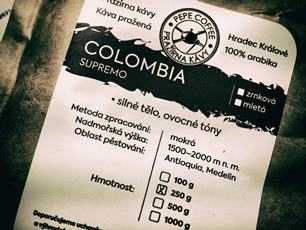 Pražírna kávy
Káva pražená
PEPE COFFEE
PRAŽÍRNA KÁVY
Hradec Králové
100% arabika
COLOMBIA
SUPREMO
zrnková
mletá
• silné tělo, ovocné tóny
Metoda zpracování: mokrá
Nadmořská výška: 1500–2000 m n. m.
Oblast pěstování: Antioquia, Medelin
Hmotnost:
100 g
250 g
500 g
1000 g
Doporučujeme